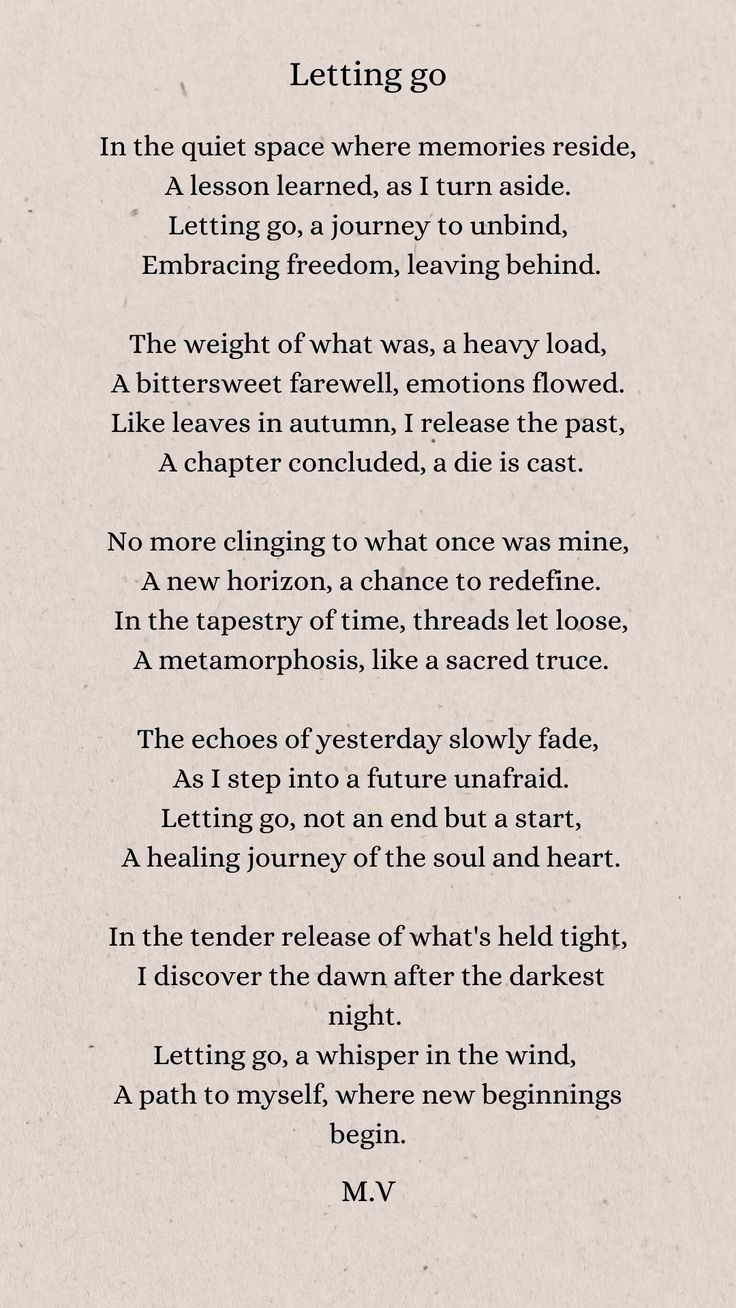 Letting go
In the quiet space where memories reside,
A lesson learned, as I turn aside.
Letting go, a journey to unbind,
Embracing freedom, leaving behind.
The weight of what was, a heavy load,
A bittersweet farewell, emotions flowed.
Like leaves in autumn, I release the past,
A chapter concluded, a die is cast.
No more clinging to what once was mine,
A new horizon, a chance to redefine.
In the tapestry of time, threads let loose,
A metamorphosis, like a sacred truce.
The echoes of yesterday slowly fade,
As I step into a future unafraid.
Letting go, not an end but a start,
A healing journey of the soul and heart.
In the tender release of what's held tight,
I discover the dawn after the darkest
night.
Letting go, a whisper in the wind,
A path to myself, where new beginnings
begin.
M.V